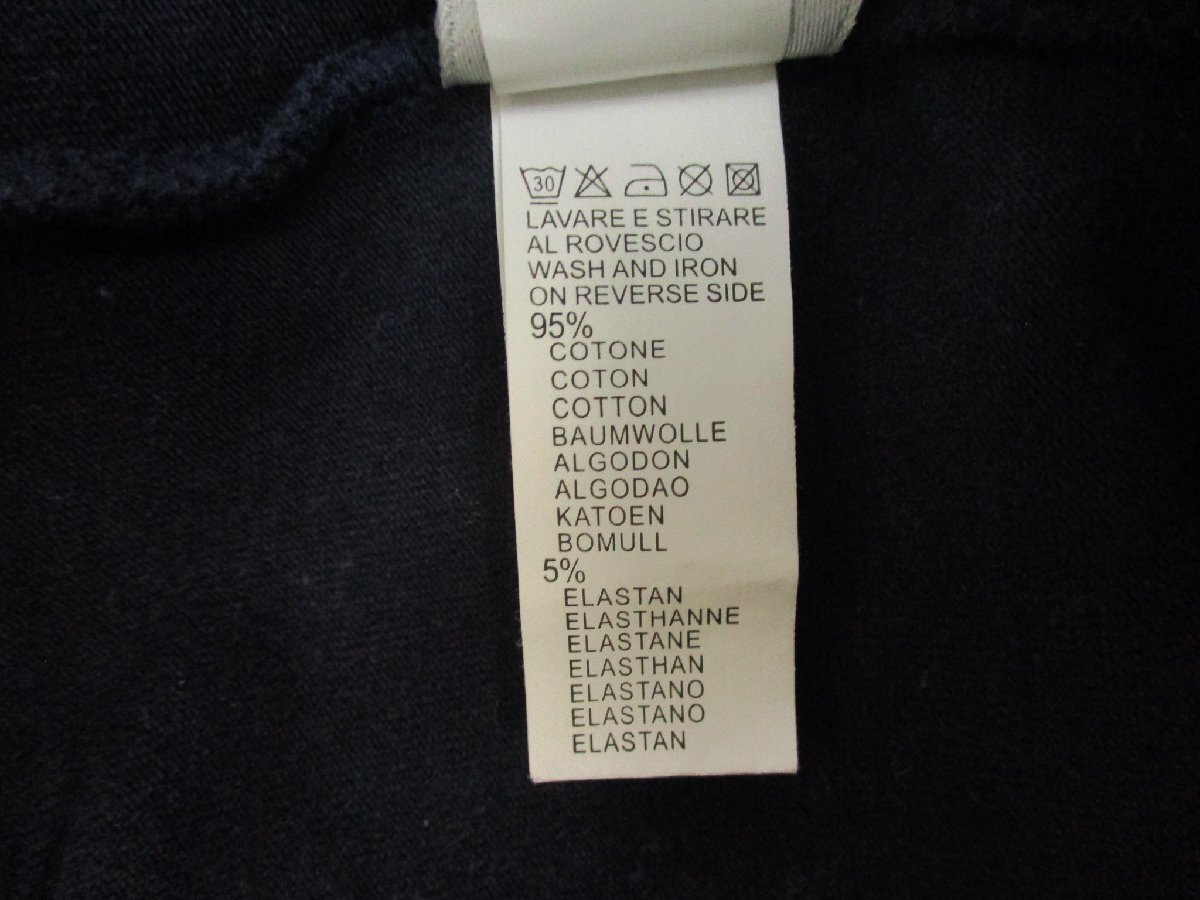 30
LAVARE E STIRARE
AL ROVESCIO
WASH AND IRON
ON REVERSE SIDE
95%
COTONE
COTON
COTTON
BAUMWOLLE
ALGODON
ALGODAO
KATOEN
BOMULL
5%
ELASTAN
ELASTHANNE
ELASTANE
ELASTHAN
ELASTANO
ELASTANO
ELASTAN